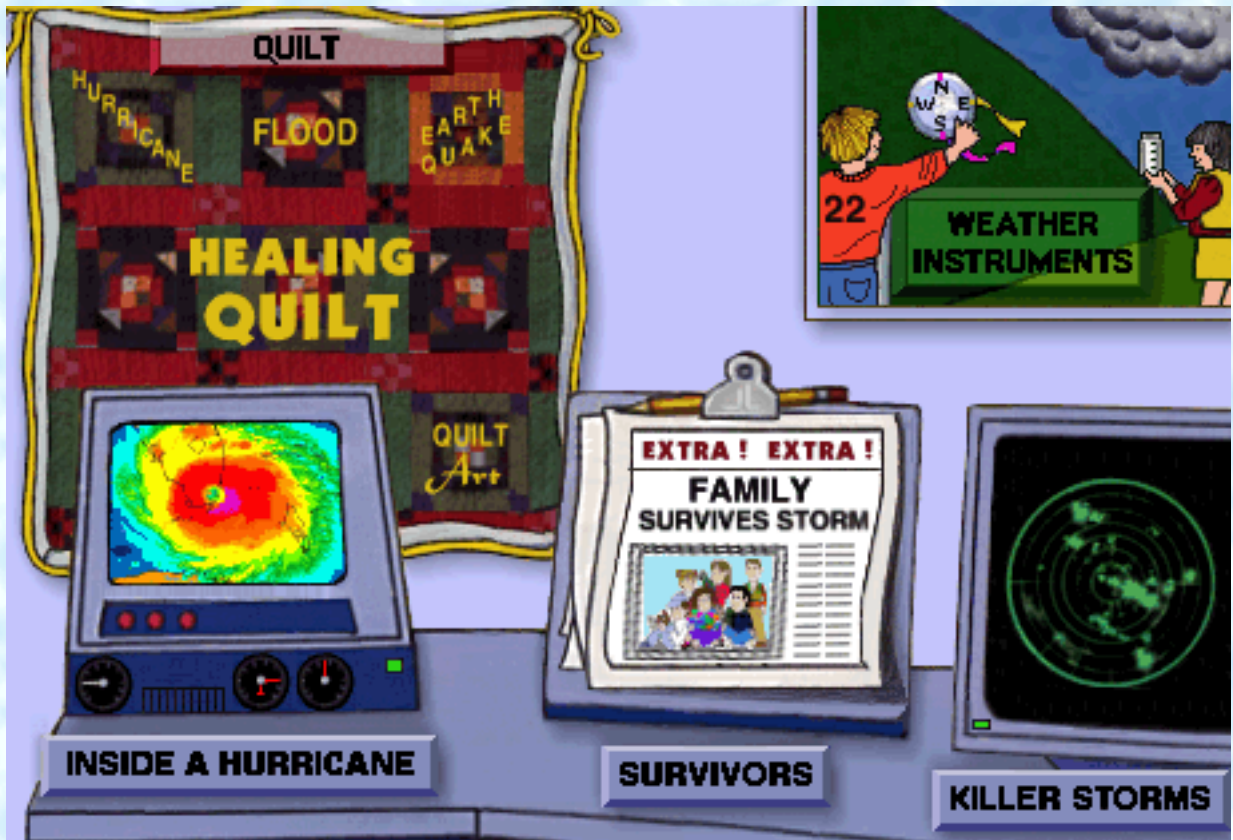 QUILT
HURRICANE
FLOOD
EARTH
QUAKE
HEALING
QUILT
QUILT
Art
N
W E
S
22
WEATHER
INSTRUMENTS
EXTRA! EXTRA!
FAMILY
SURVIVES STORM
INSIDE A HURRICANE
SURVIVORS
KILLER STORMS